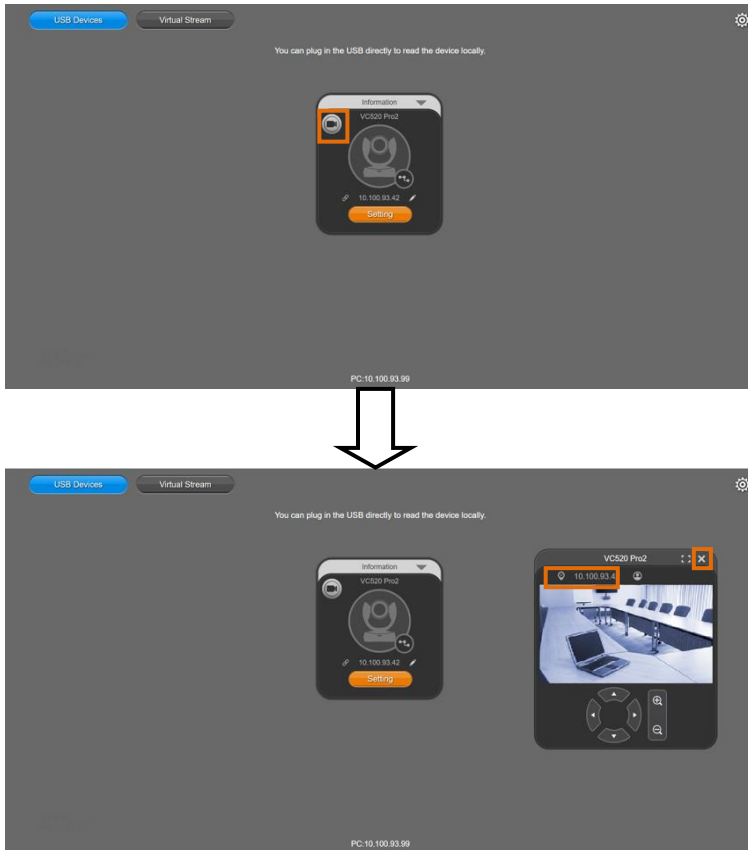 USB Devices
Virtual Stream
You can plug in the USB directly to read the device locally.
Information
VC520 Pro2
10.100.93.42
Setting
PC:10.100.93.99
USB Devices
Virtual Stream
You can plug in the USB directly to read the device locally.
Information
VC520 Pro2
10.100.93.42
Setting
VC520 Pro2
10.100.93.4
PC:10.100.93.99